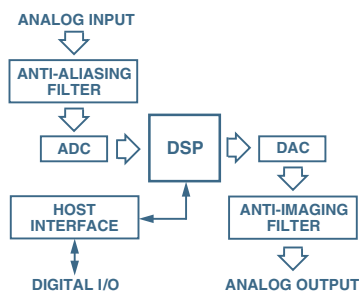 ANALOG INPUT
ANTI-ALIASING
FILTER
ADC
DSP
DAC
HOST
INTERFACE
ANTI-IMAGING
FILTER
DIGITAL I/O
ANALOG OUTPUT